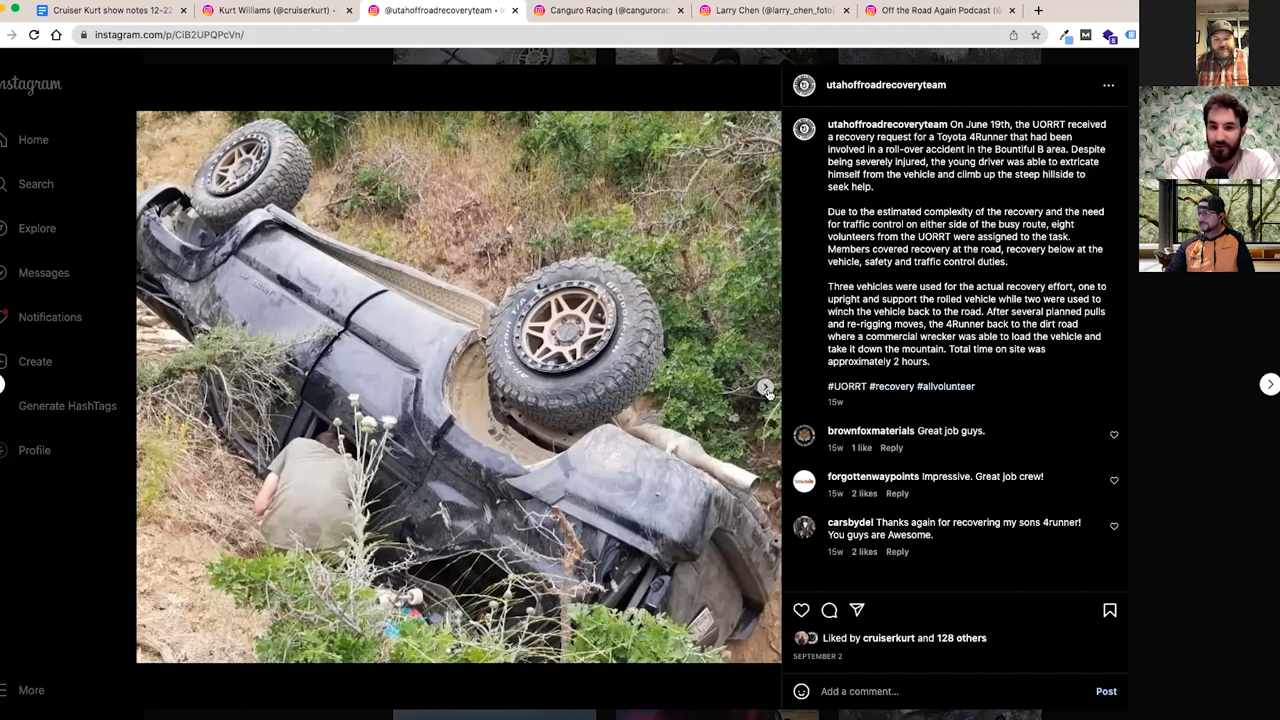 Cruiser Kurt show notes 12-22
Kurt Williams (@cruiserkurt) •
@utahoffroadrecoveryteam • I
Canguro Racing (@cangurorac
Larry Chen (@larry_chen_foto)
Off the Road Again Podcast (@
instagram.com/p/CiB2UPQPcVn/
nstagram
Home
Search
Explore
Messages
Notifications
Create
Generate HashTags
Profile
More
utahoffroadrecoveryteam
utahoffroadrecoveryteam On June 19th, the UORRT received
a recovery request for a Toyota 4Runner that had been
involved in a roll-over accident in the Bountiful B area. Despite
being severely injured, the young driver was able to extricate
himself from the vehicle and climb up the steep hillside to
seek help.
Due to the estimated complexity of the recovery and the need
for traffic control on either side of the busy route, eight
volunteers from the UORRT were assigned to the task.
Members covered recovery at the road, recovery below at the
vehicle, safety and traffic control duties.
Three vehicles were used for the actual recovery effort, one to
upright and support the rolled vehicle while two were used to
winch the vehicle back to the road. After several planned pulls
and re-rigging moves, the 4Runner back to the dirt road
where a commercial wrecker was able to load the vehicle and
take it down the mountain. Total time on site was
approximately 2 hours.
#UORRT #recovery #allvolunteer
15w
brownfoxmaterials Great job guys.
15w 1 like Reply
forgottenwaypoints Impressive. Great job crew!
15w 2 likes Reply
carsbydel Thanks again for recovering my sons 4runner!
You guys are Awesome.
15w 2 likes Reply
Liked by cruiserkurt and 128 others
SEPTEMBER 2
Add a comment...
Post